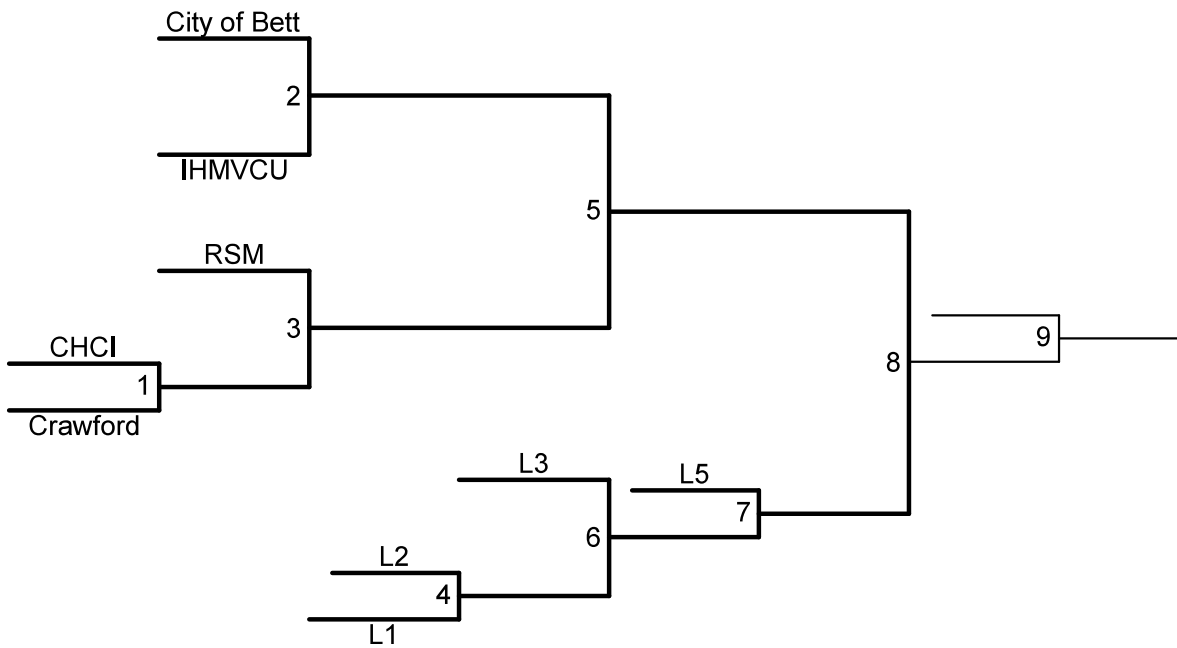 City of Bett
2
IHMVCU
5
RSM
3
CHCI
1
Crawford
9
8
L3
L5
7
6
L2
4
L1